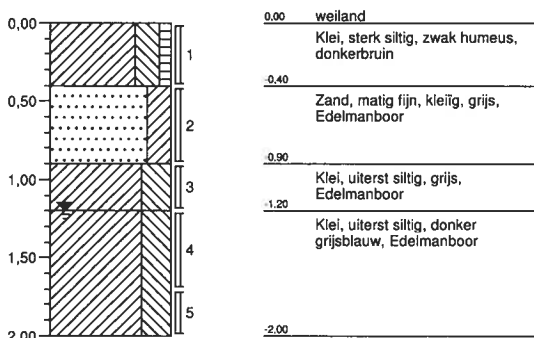 0,00
0,50
1,00
1,50
2,00
1
2
3
4
5
0.00 weiland
Klei, sterk siltig, zwak humeus,
donkerbruin
-0.40
Zand, matig fijn, kleiïg, grijs,
Edelmanboor
-0.90
Klei, uiterst siltig, grijs,
Edelmanboor
-1.20
Klei, uiterst siltig, donker
grijsblauw, Edelmanboor
-2.00